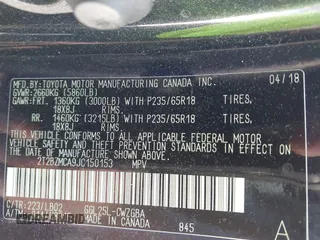 MFD. BY: TOYOTA MOTOR MANUFACTURING CANADA INC. 04/18
GVWR: 2660KG (5860LB)
GAWR: FRT. 1360KG (3000LB) WITH P235/65R18 TIRES,
18X8J RIMS,
RR. 1460KG (3215LB) WITH P235/65R18 TIRES,
18X8J RIMS,
THIS VEHICLE CONFORMS TO ALL APPLICABLE FEDERAL MOTOR
VEHICLE SAFETY AND THEFT PREVENTION STANDARDS IN EFFECT ON
THE DATE OF MANUFACTURE SHOWN ABOVE.
2T2BZMCA9JC150153 MPV
C/TR: 223/LB02 GGL25L-CWZGBA
A/T 845 A